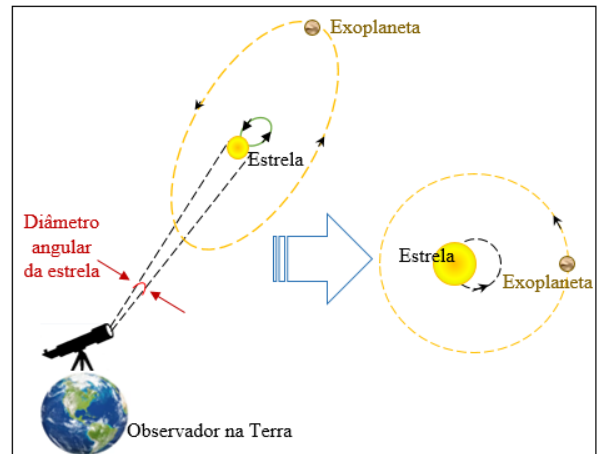 Exoplaneta
Estrela
Diâmetro
angular
da estrela
Observador na Terra
Estrela
Exoplaneta